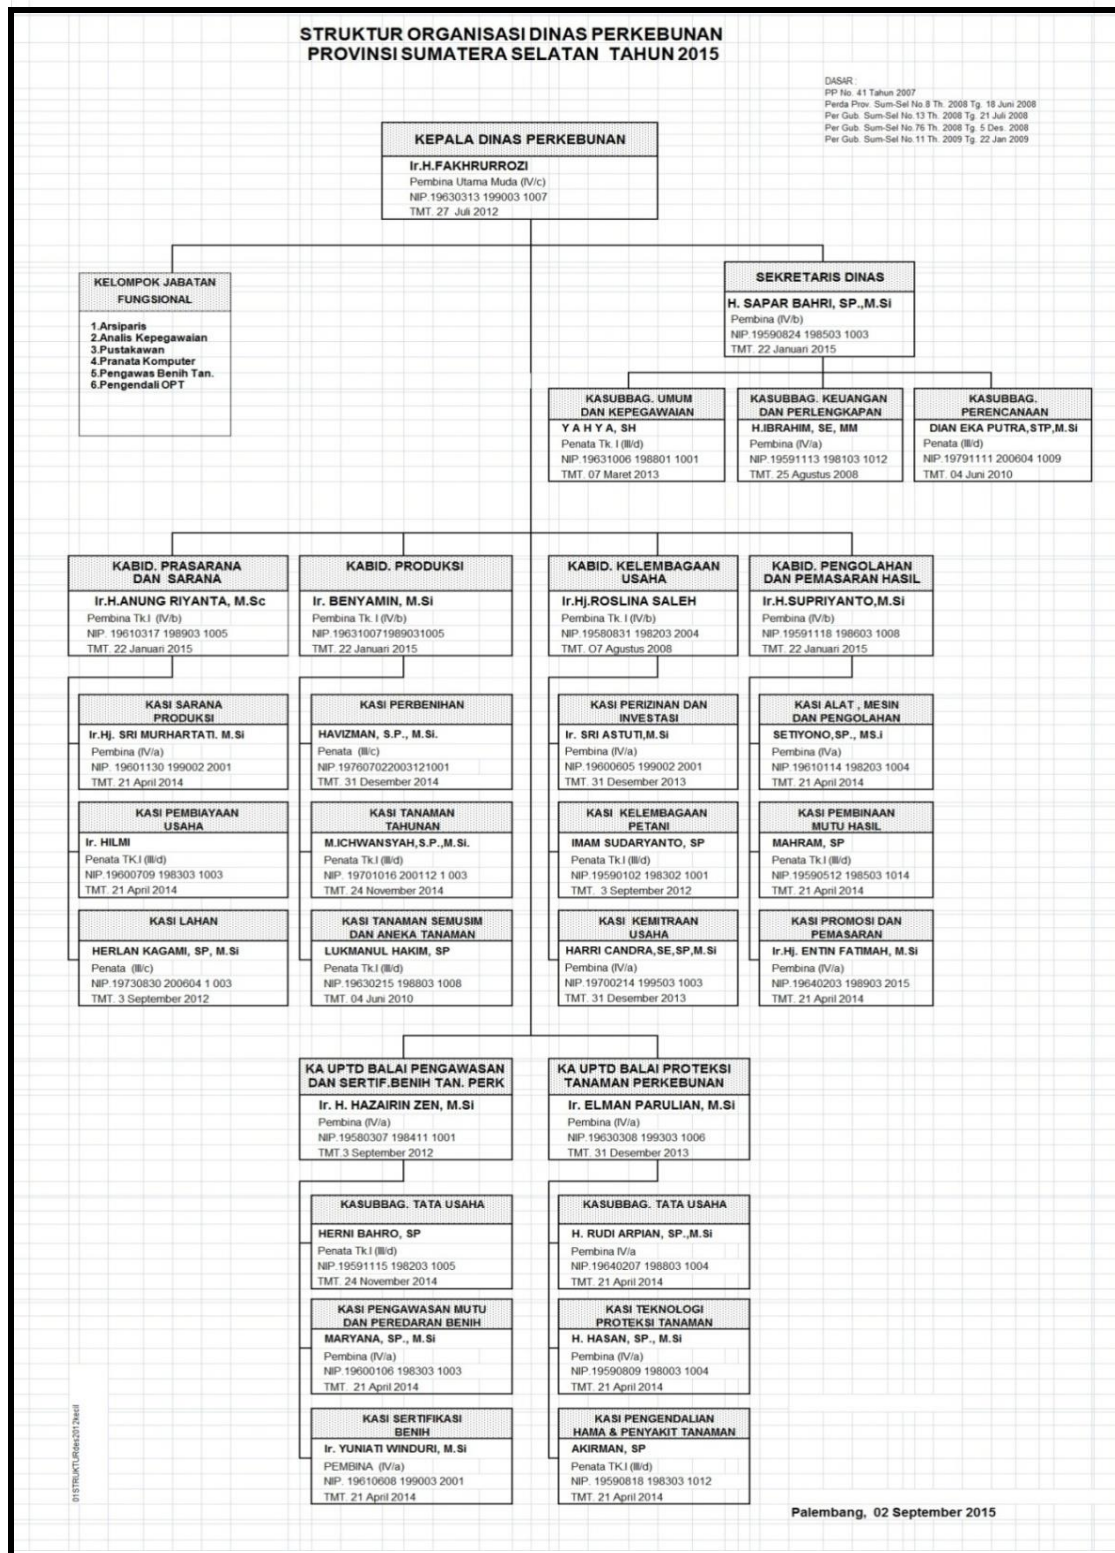 STRUKTUR ORGANISASI DINAS PERKEBUNAN
PROVINSI SUMATERA SELATAN TAHUN 2015
DASAR :
PP No. 41 Tahun 2007
Perda Prov. Sum-Sel No.8 Th. 2008 Tg. 18 Juni 2008
Per Gub. Sum-Sel No.13 Th. 2008 Tg. 21 Juli 2008
Per Gub. Sum-Sel No.76 Th. 2008 Tg. 5 Des. 2008
Per Gub. Sum-Sel No.11 Th. 2009 Tg. 22 Jan 2009
KEPALA DINAS PERKEBUNAN
Ir.H.FAKHRURROZI
Pembina Utama Muda (IV/c)
NIP.19630313 199003 1007
TMT. 27 Juli 2012
KELOMPOK JABATAN
FUNGSIONAL
1.Arsiparis
2.Analis Kepegawaian
3.Pustakawan
4.Pranata Komputer
5.Pengawas Benih Tan.
6.Pengendali OPT
SEKRETARIS DINAS
H. SAPAR BAHRI, SP.,M.Si
Pembina (IV/b)
NIP.19590824 198503 1003
TMT. 22 Januari 2015
KASUBBAG. UMUM
DAN KEPEGAWAIAN
Y A H Y A, SH
Penata Tk. I (III/d)
NIP.19631006 198801 1001
TMT. 07 Maret 2013
KASUBBAG. KEUANGAN
DAN PERLENGKAPAN
H.IBRAHIM, SE, MM
Pembina (IV/a)
NIP.19591113 198103 1012
TMT. 25 Agustus 2008
KASUBBAG.
PERENCANAAN
DIAN EKA PUTRA,STP,M.Si
Penata (III/d)
NIP.19791111 200604 1009
TMT. 04 Juni 2010
KABID. PRASARANA
DAN SARANA
Ir.H.ANUNG RIYANTA, M.Sc
Pembina Tk.I (IV/b)
NIP. 19610317 198903 1005
TMT. 22 Januari 2015
KABID. PRODUKSI
Ir. BENYAMIN, M.Si
Pembina Tk. I (IV/b)
NIP. 196310071989031005
TMT. 22 Januari 2015
KABID. KELEMBAGAAN
USAHA
Ir.Hj.ROSLINA SALEH
Pembina Tk. I (IV/b)
NIP.19580831 198203 2004
TMT. O7 Agustus 2008
KABID. PENGOLAHAN
DAN PEMASARAN HASIL
Ir.H.SUPRIYANTO,M.Si
Pembina (IV/b)
NIP.19591118 198603 1008
TMT. 22 Januari 2015
KASI SARANA
PRODUKSI
Ir.Hj. SRI MURHARTATI. M.Si
Pembina (IV/a)
NIP. 19601130 199002 2001
TMT. 21 April 2014
KASI PERBENIHAN
HAVIZMAN, S.P., M.Si.
Penata (III/c)
NIP.197607022003121001
TMT. 31 Desember 2014
KASI PERIZINAN DAN
INVESTASI
Ir. SRI ASTUTI,M.Si
Pembina (IV/a)
NIP.19600605 199002 2001
TMT. 31 Desember 2013
KASI ALAT , MESIN
DAN PENGOLAHAN
SETIYONO,SP., MS.i
Pembina (IVa)
NIP.19610114 198203 1004
TMT. 21 April 2014
KASI PEMBIAYAAN
USAHA
Ir. HILMI
Penata TK.I (III/d)
NIP.19600709 198303 1003
TMT. 21 April 2014
KASI TANAMAN
TAHUNAN
M.ICHWANSYAH,S.P.,M.Si.
Penata Tk.I (III/d)
NIP. 19701016 200112 1 003
TMT. 24 November 2014
KASI KELEMBAGAAN
PETANI
IMAM SUDARYANTO, SP
Penata Tk.I (III/d)
NIP.19590102 198302 1001
TMT. 3 September 2012
KASI PEMBINAAN
MUTU HASIL
MAHRAM, SP
Penata Tk.I (III/d)
NIP.19590512 198503 1014
TMT. 21 April 2014
KASI LAHAN
HERLAN KAGAMI, SP, M.Si
Penata (III/c)
NIP.19730830 200604 1 003
TMT. 3 September 2012
KASI TANAMAN SEMUSIM
DAN ANEKA TANAMAN
LUKMANUL HAKIM, SP
Penata Tk.I (III/d)
NIP.19630215 198803 1008
TMT. 04 Juni 2010
KASI KEMITRAAN
USAHA
HARRI CANDRA,SE,SP,M.Si
Pembina (IV/a)
NIP.19700214 199503 1003
TMT. 31 Desember 2013
KASI PROMOSI DAN
PEMASARAN
Ir.Hj. ENTIN FATIMAH, M.Si
Pembina (IV/a)
NIP.19640203 198903 2015
TMT. 21 April 2014
KA UPTD BALAI PENGAWASAN
DAN SERTIF.BENIH TAN. PERK
Ir. H. HAZAIRIN ZEN, M.Si
Pembina (IV/a)
NIP.19580307 198411 1001
TMT.3 September 2012
KA UPTD BALAI PROTEKSI
TANAMAN PERKEBUNAN
Ir. ELMAN PARULIAN, M.Si
Pembina (IV/a)
NIP.19630308 199303 1006
TMT. 31 Desember 2013
KASUBBAG. TATA USAHA
HERNI BAHRO, SP
Penata Tk.I (III/d)
NIP.19591115 198203 1005
TMT. 24 November 2014
KASUBBAG. TATA USAHA
H. RUDI ARPIAN, SP.,M.Si
Pembina IV/a
NIP.19640207 198803 1004
TMT. 21 April 2014
KASI PENGAWASAN MUTU
DAN PEREDARAN BENIH
MARYANA, SP., M.Si
Pembina (IV/a)
NIP.19600106 198303 1003
TMT. 21 April 2014
KASI TEKNOLOGI
PROTEKSI TANAMAN
H. HASAN, SP., M.Si
Pembina (IV/a)
NIP.19590809 198003 1004
TMT. 21 April 2014
KASI SERTIFIKASI
BENIH
Ir. YUNIATI WINDURI, M.Si
PEMBINA (IV/a)
NIP. 19610608 199003 2001
TMT. 21 April 2014
KASI PENGENDALIAN
HAMA & PENYAKIT TANAMAN
AKIRMAN, SP
Penata TK.I (III/d)
NIP. 19590818 198303 1012
TMT. 21 April 2014
01STRUKTURdes2012kecil
Palembang, 02 September 2015